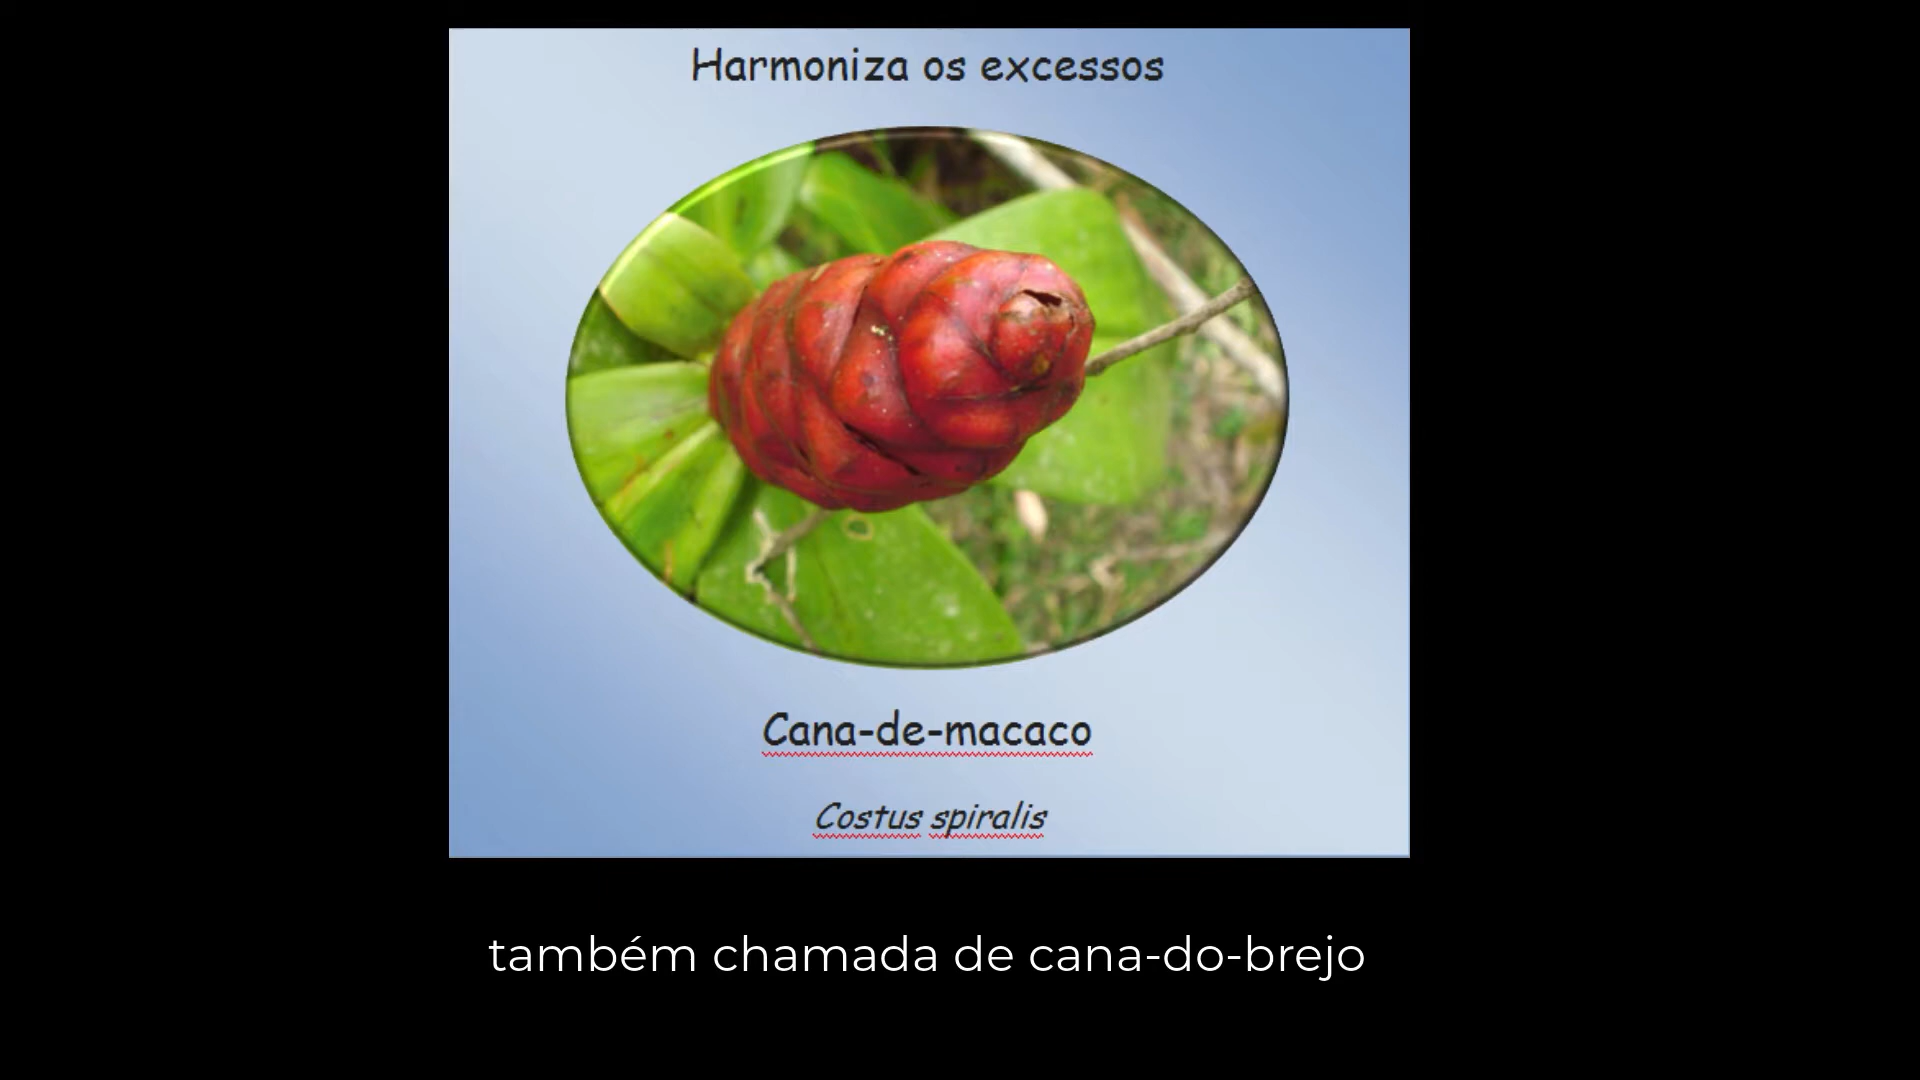 Harmoniza os excessos
Cana-de-macaco
Costus spiralis
também chamada de cana-do-brejo